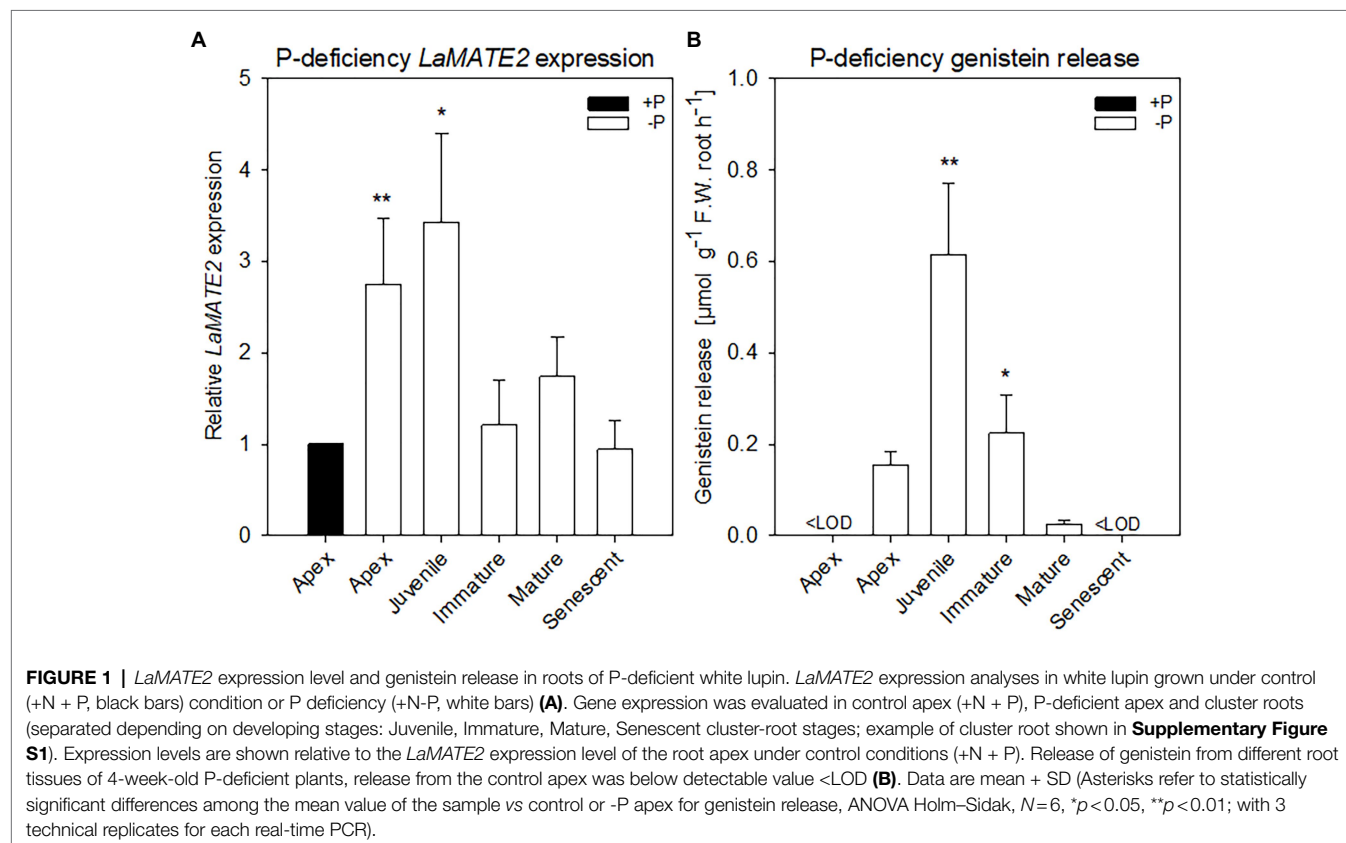 A
P-deficiency LaMATE2 expression
+P
-P
Relative LaMATE2 expression
5
4
3
2
1
0
**
*
Apex
Apex
Juvenile
Immature
Mature
Senescent
B
P-deficiency genistein release
+P
-P
Genistein release [µmol g⁻¹ F.W. root h⁻¹]
1.0
0.8
0.6
0.4
0.2
0.0
<LOD
**
*
<LOD
Apex
Apex
Juvenile
Immature
Mature
Senescent
FIGURE 1 | LaMATE2 expression level and genistein release in roots of P-deficient white lupin. LaMATE2 expression analyses in white lupin grown under control
(+N + P, black bars) condition or P deficiency (+N-P, white bars) (A). Gene expression was evaluated in control apex (+N + P), P-deficient apex and cluster roots
(separated depending on developing stages: Juvenile, Immature, Mature, Senescent cluster-root stages; example of cluster root shown in Supplementary Figure
S1). Expression levels are shown relative to the LaMATE2 expression level of the root apex under control conditions (+N + P). Release of genistein from different root
tissues of 4-week-old P-deficient plants, release from the control apex was below detectable value <LOD (B). Data are mean + SD (Asterisks refer to statistically
significant differences among the mean value of the sample vs control or -P apex for genistein release, ANOVA Holm–Sidak, N=6, *p<0.05, **p<0.01; with 3
technical replicates for each real-time PCR).